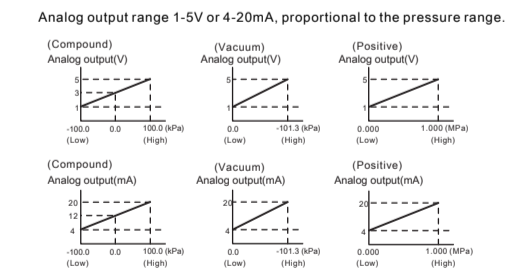 Analog output range 1-5V or 4-20mA, proportional to the pressure range.
(Compound)
Analog output(V)
5
3
1
-100.0 0.0 100.0 (kPa)
(Low) (High)
(Vacuum)
Analog output(V)
5
1
0.0 -101.3 (kPa)
(Low) (High)
(Positive)
Analog output(V)
5
1
0.000 1.000 (MPa)
(Low) (High)
(Compound)
Analog output(mA)
20
12
4
-100.0 0.0 100.0 (kPa)
(Low) (High)
(Vacuum)
Analog output(mA)
20
4
0.0 -101.3 (kPa)
(Low) (High)
(Positive)
Analog output(mA)
20
4
0.000 1.000 (MPa)
(Low) (High)